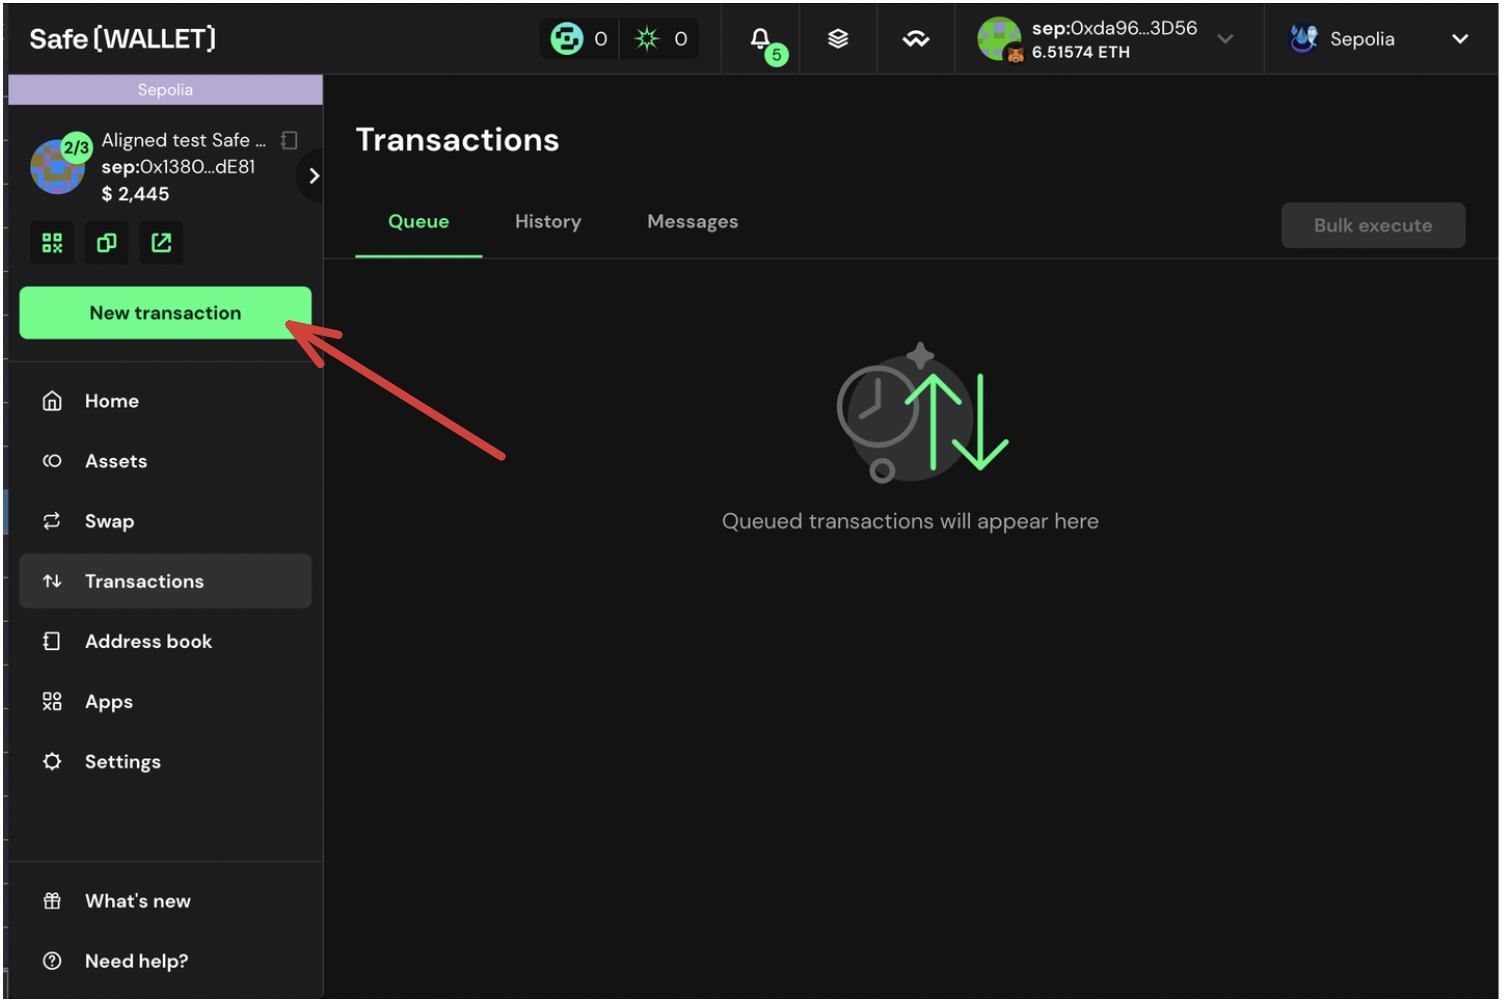 Safe{WALLET}
0
0
5
sep:0xda96...3D56
6.51574 ETH
Sepolia
Sepolia
2/3
Aligned test Safe ...
sep:0x1380...dE81
$ 2,445
New transaction
Home
Assets
Swap
Transactions
Address book
Apps
Settings
What's new
Need help?
Transactions
Queue
History
Messages
Bulk execute
Queued transactions will appear here